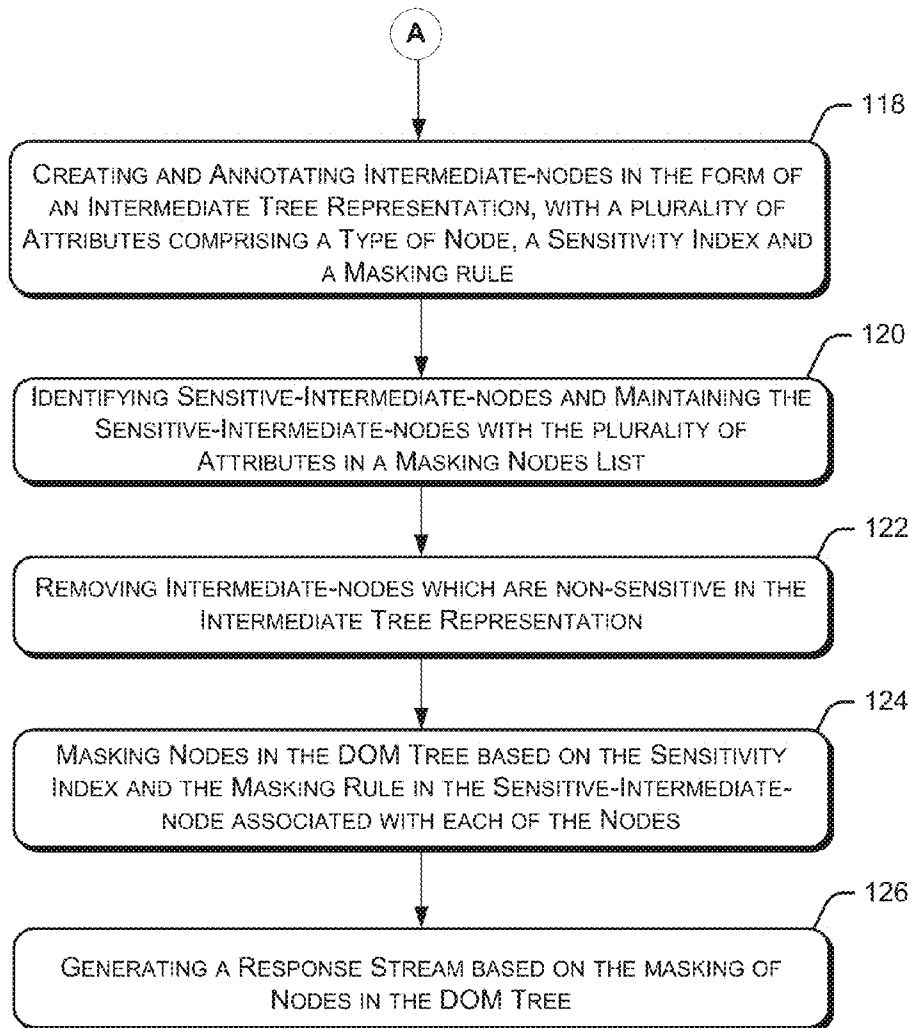 A
118
CREATING AND ANNOTATING INTERMEDIATE-NODES IN THE FORM OF
AN INTERMEDIATE TREE REPRESENTATION, WITH A PLURALITY OF
ATTRIBUTES COMPRISING A TYPE OF NODE, A SENSITIVITY INDEX AND
A MASKING RULE
120
IDENTIFYING SENSITIVE-INTERMEDIATE-NODES AND MAINTAINING THE
SENSITIVE-INTERMEDIATE-NODES WITH THE PLURALITY OF
ATTRIBUTES IN A MASKING NODES LIST
122
REMOVING INTERMEDIATE-NODES WHICH ARE NON-SENSITIVE IN THE
INTERMEDIATE TREE REPRESENTATION
124
MASKING NODES IN THE DOM TREE BASED ON THE SENSITIVITY
INDEX AND THE MASKING RULE IN THE SENSITIVE-INTERMEDIATE-
NODE ASSOCIATED WITH EACH OF THE NODES
126
GENERATING A RESPONSE STREAM BASED ON THE MASKING OF
NODES IN THE DOM TREE